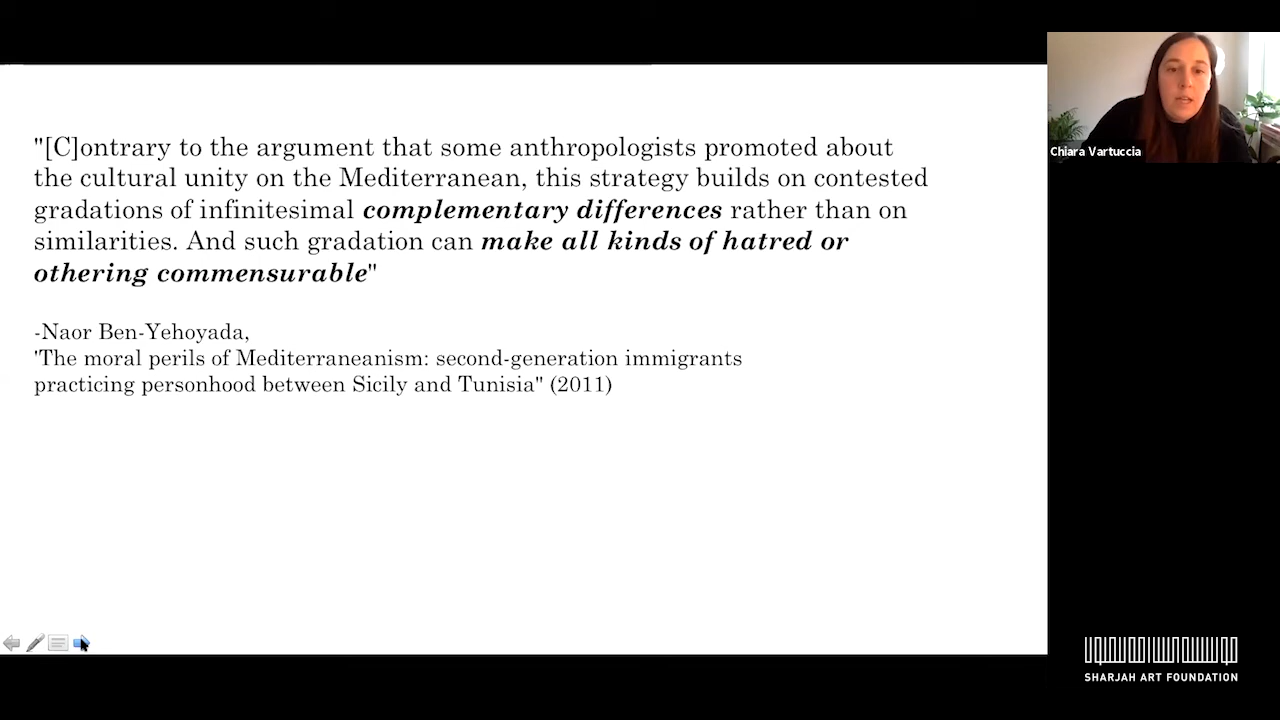 "[C]ontrary to the argument that some anthropologists promoted about
the cultural unity on the Mediterranean, this strategy builds on contested
gradations of infinitesimal complementary differences rather than on
similarities. And such gradation can make all kinds of hatred or
othering commensurable"
-Naor Ben-Yehoyada,
'The moral perils of Mediterraneanism: second-generation immigrants
practicing personhood between Sicily and Tunisia" (2011)
Chiara Vartuccia
SHARJAH ART FOUNDATION